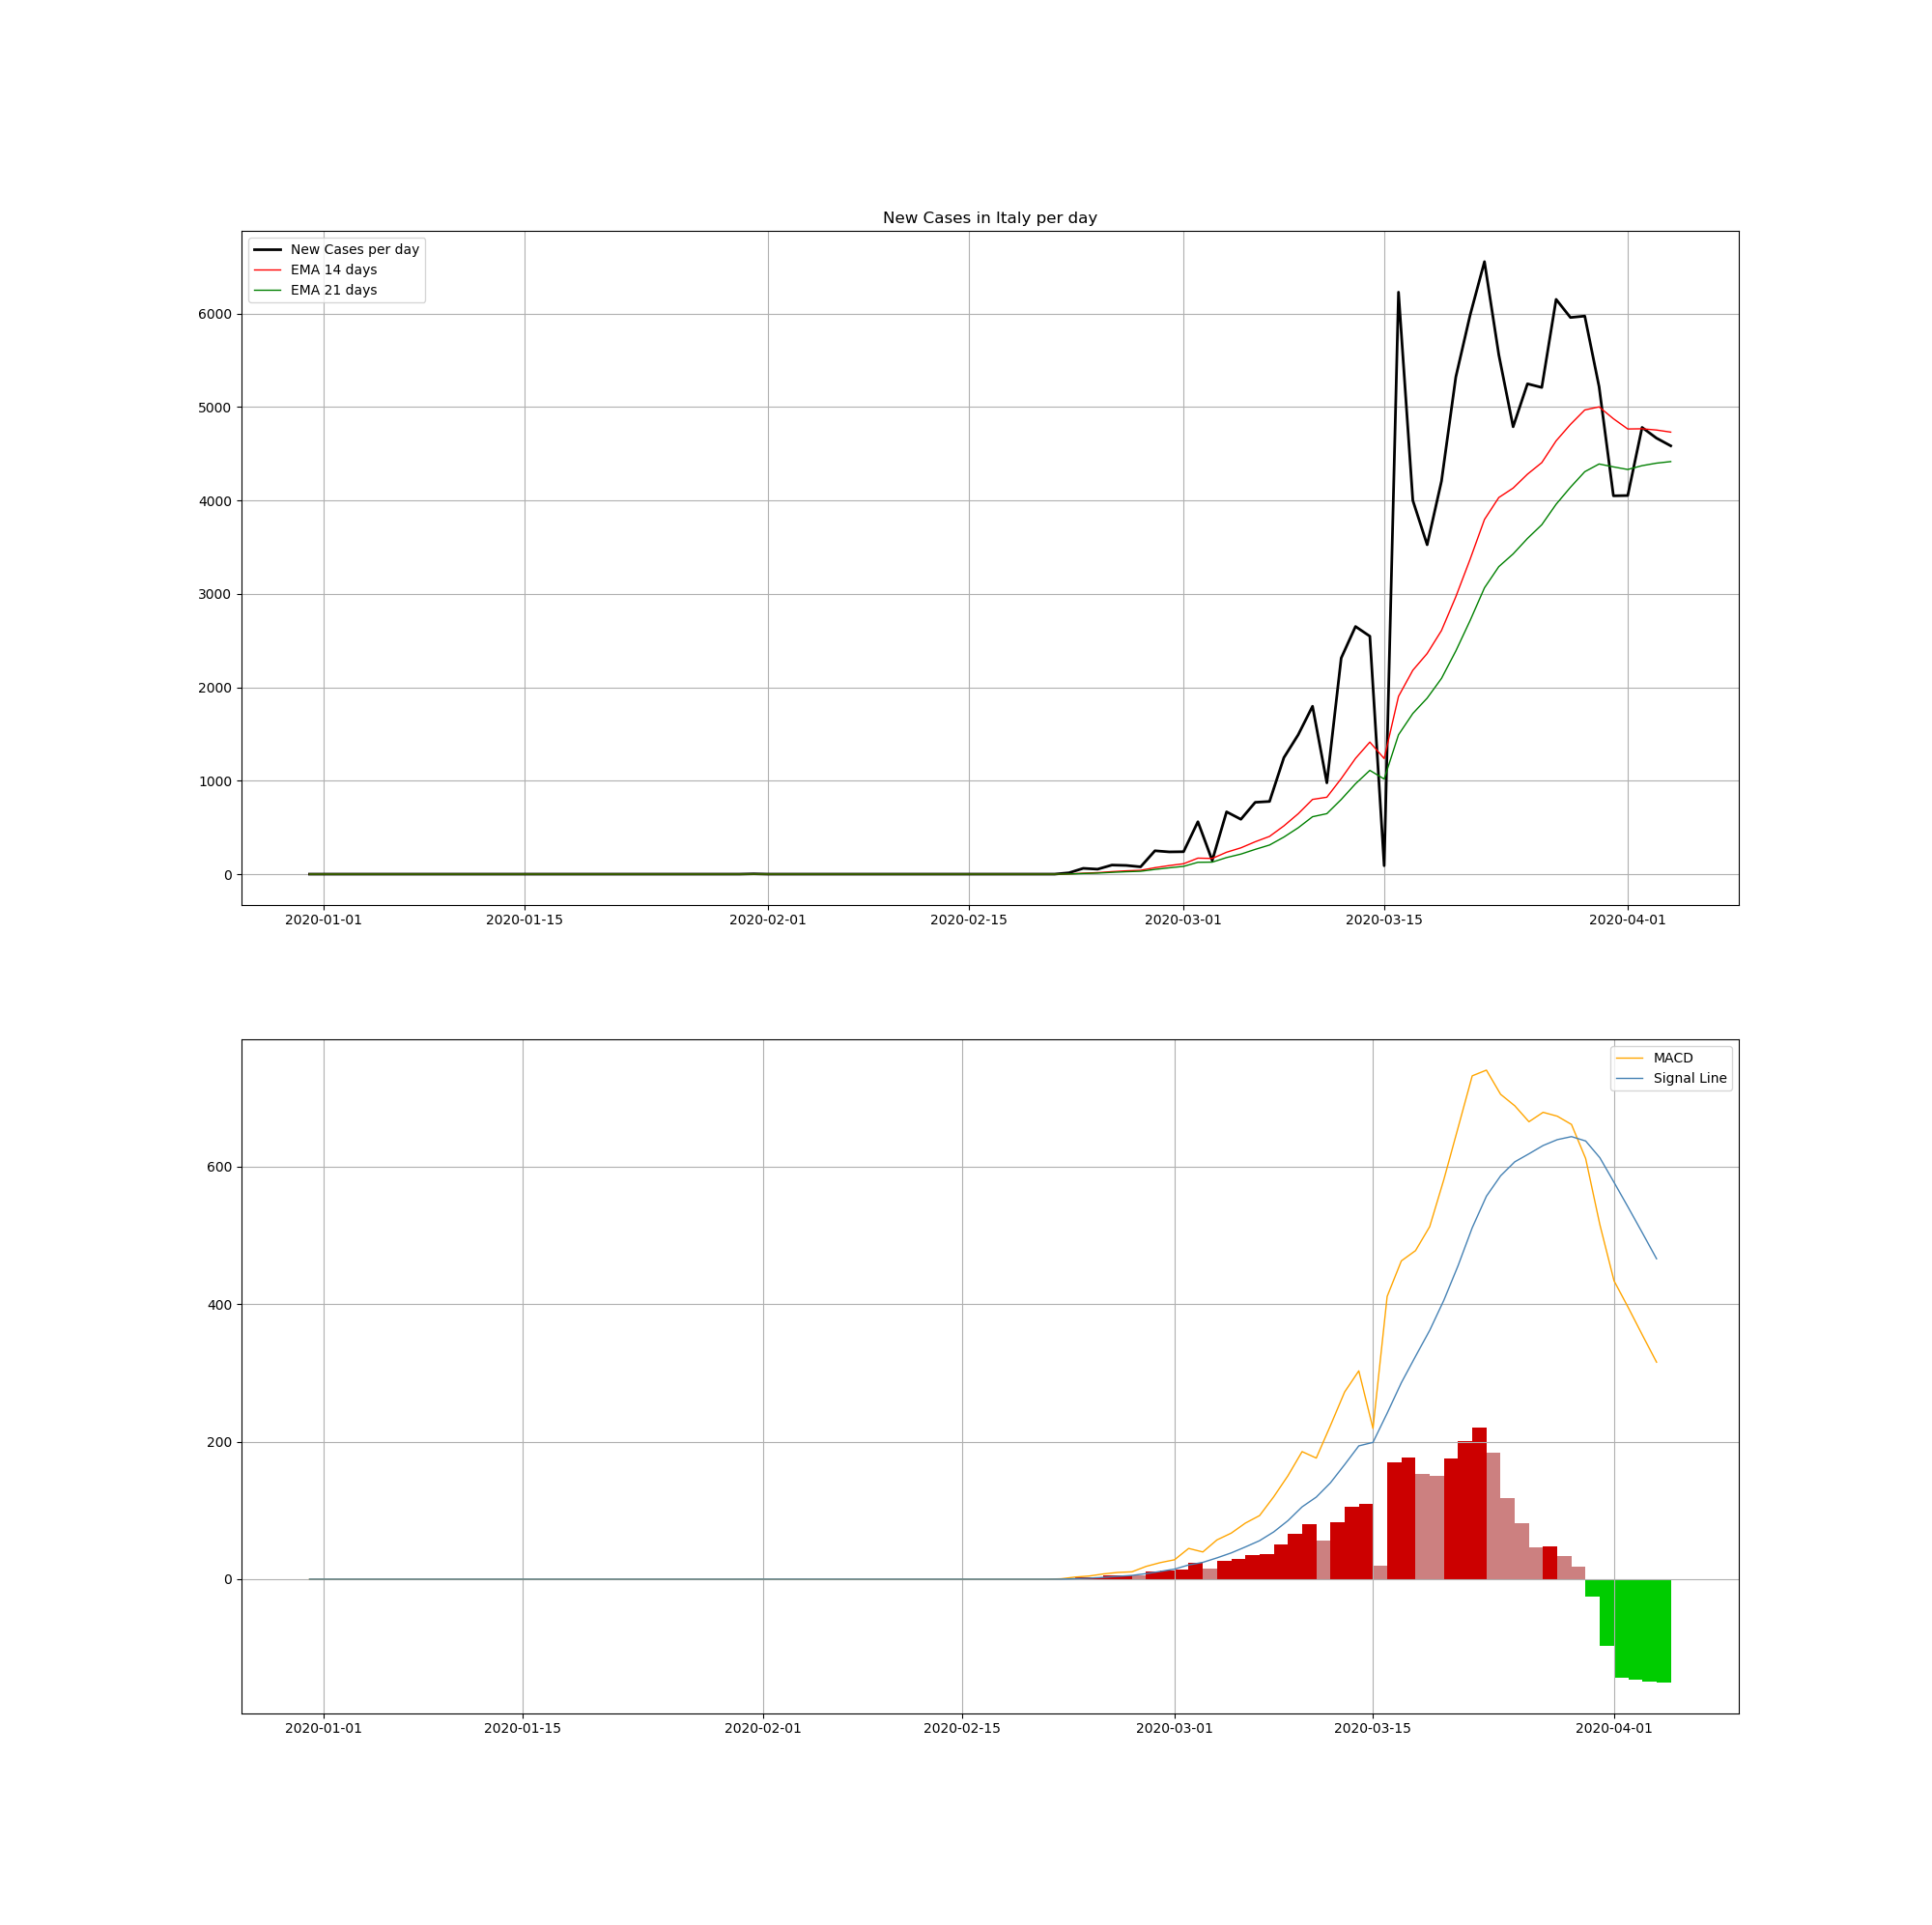 New Cases in Italy per day
New Cases per day
EMA 14 days
EMA 21 days
6000
5000
4000
3000
2000
1000
0
2020-01-01 2020-01-15 2020-02-01 2020-02-15 2020-03-01 2020-03-15 2020-04-01
MACD
Signal Line
600
400
200
0
2020-01-01 2020-01-15 2020-02-01 2020-02-15 2020-03-01 2020-03-15 2020-04-01